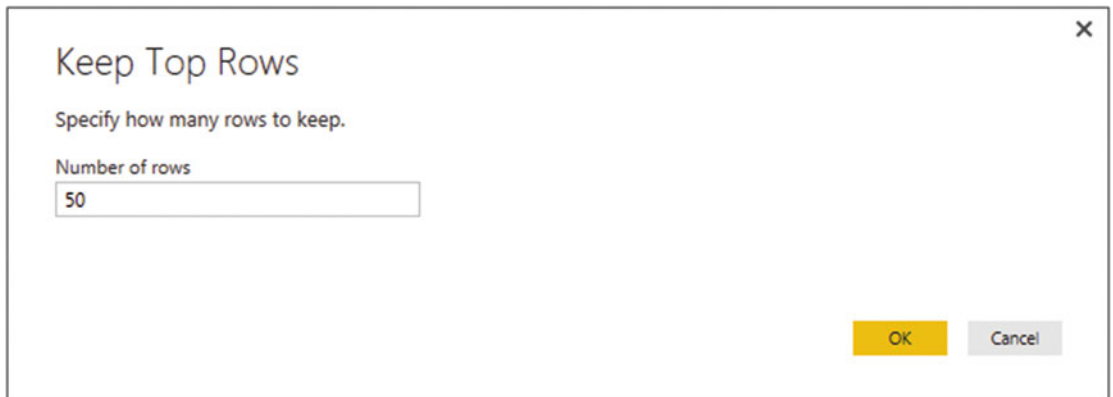 Keep Top Rows
Specify how many rows to keep.
Number of rows
50
OK Cancel